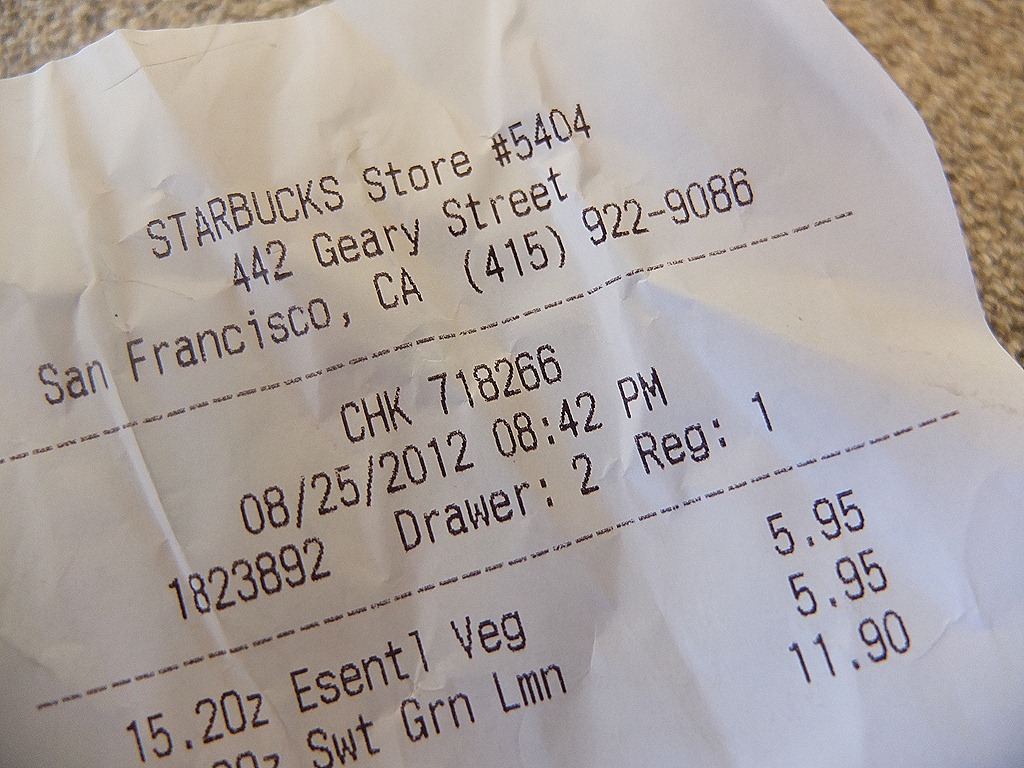 STARBUCKS Store #5404
442 Geary Street
San Francisco, CA (415) 922-9086
CHK 718266
08/25/2012 08:42 PM
1823892 Drawer: 2 Reg: 1
15.2Oz Esentl Veg 5.95
Swt Grn Lmn 5.95
11.90